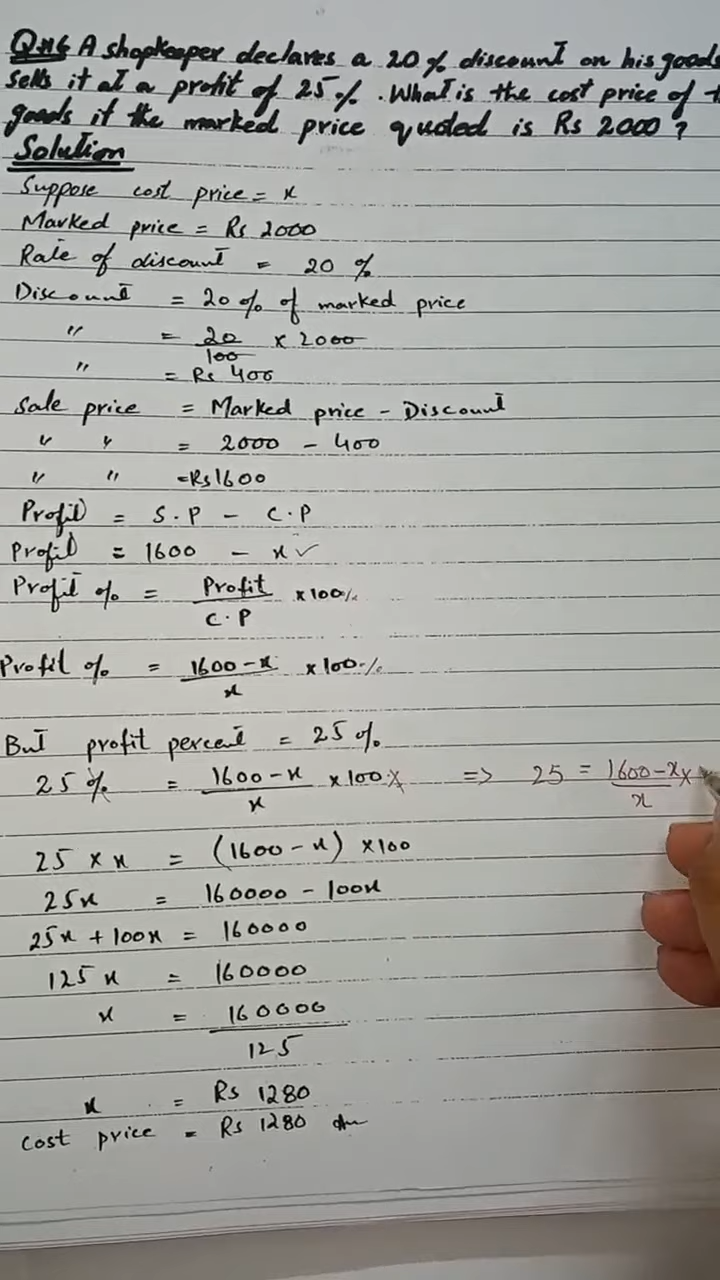 Q#16 A shopkeeper declares a 20% discount on his goods
sells it at a profit of 25%. What is the cost price of
goods if the marked price quoted is Rs 2000?
Solution
Suppose cost price = x
Marked price = Rs 2000
Rate of discount = 20 %
Discount = 20% of marked price
" = 20/100 × 2000
" = Rs 400
Sale price = Marked price - Discount
" " = 2000 - 400
" " = Rs 1600
Profit = S.P - C.P
Profit = 1600 - x ✓
Profit % = Profit/C.P ×100%
Profit % = 1600-x/x ×100%
But profit percent = 25%
25% = 1600-x/x ×100% => 25 = 1600-x/x ×
25 × x = (1600-x) ×100
25x = 160000 - 100x
25x + 100x = 160000
125 x = 160000
x = 160000/125
x = Rs 1280
Cost price = Rs 1280